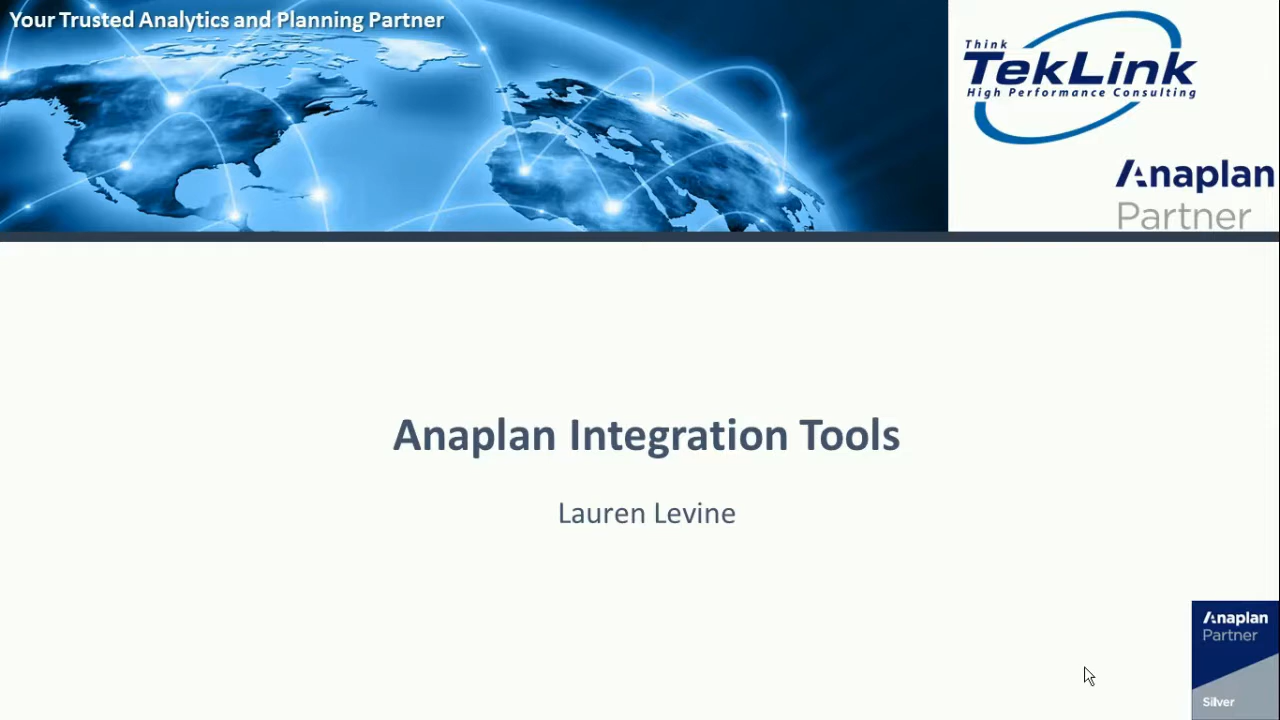 Your Trusted Analytics and Planning Partner
Think
TekLink
High Performance Consulting
Anaplan
Partner
Anaplan Integration Tools
Lauren Levine
Anaplan
Partner
Silver